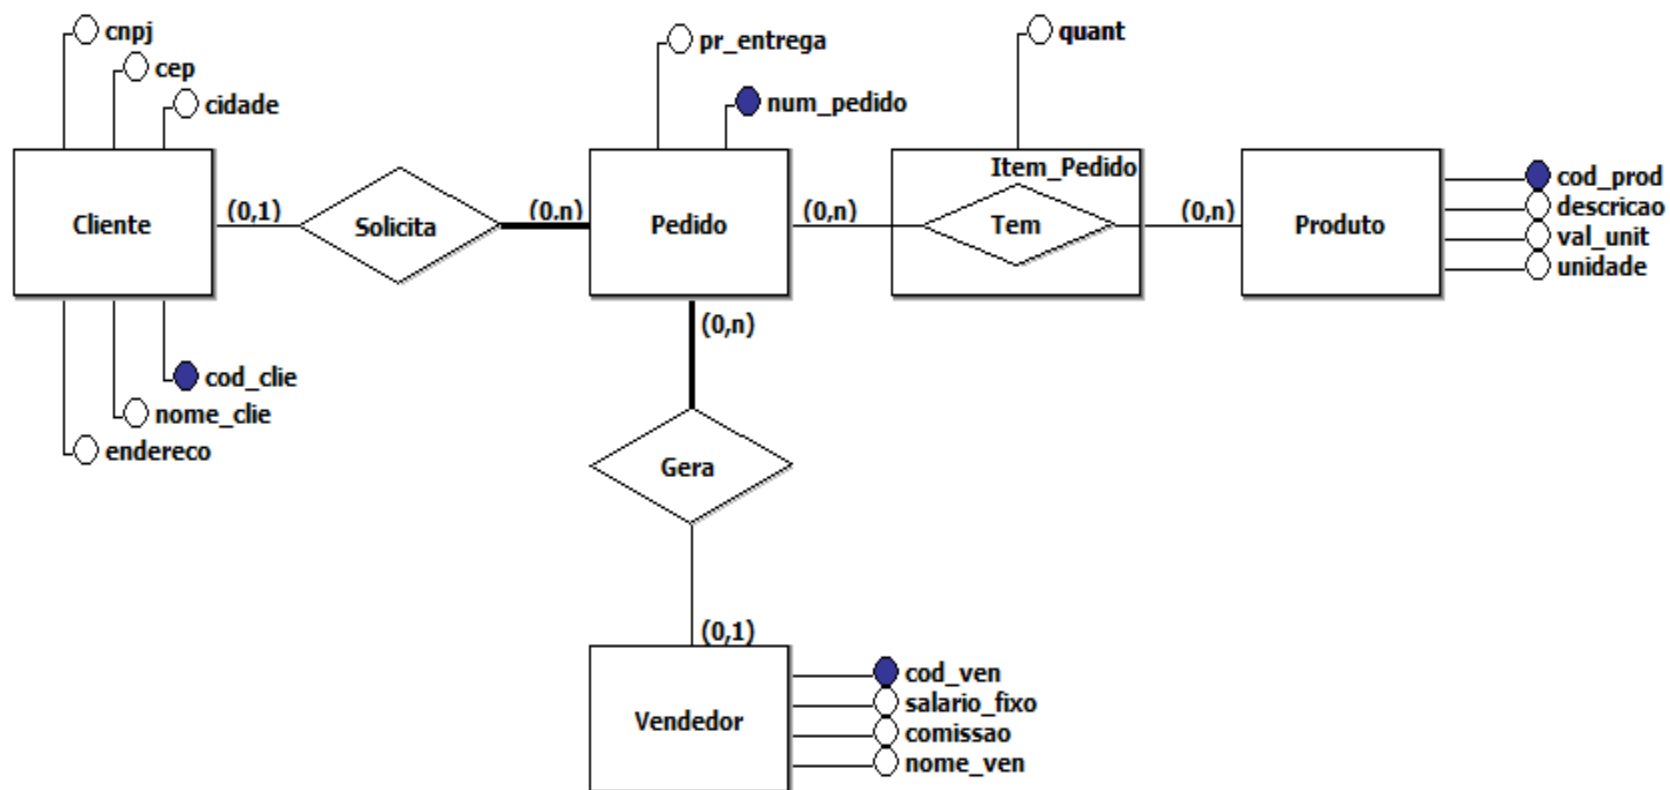 cnpj
cep
cidade
pr_entrega
num_pedido
quant
Cliente
(0,1)
Solicita
(0,n)
Pedido
(0,n)
Item_Pedido
Tem
(0,n)
Produto
cod_prod
descricao
val_unit
unidade
cod_clie
nome_clie
endereco
(0,n)
Gera
(0,1)
Vendedor
cod_ven
salario_fixo
comissao
nome_ven